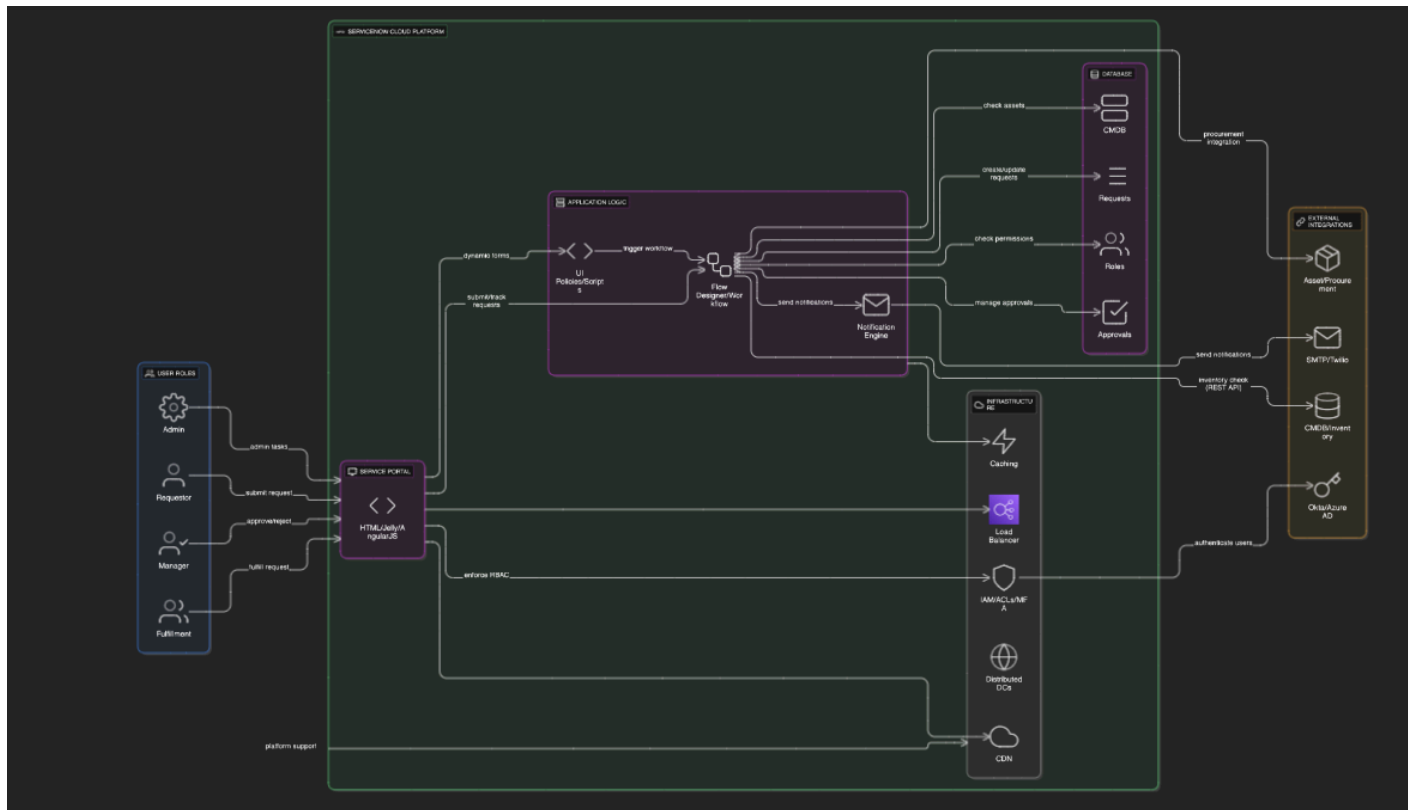 SERVICENOW CLOUD PLATFORM
DATABASE
check assets
CMDB
procurement
integration
create/update
requests
Requests
APPLICATION LOGIC
EXTERNAL
INTEGRATIONS
dynamic forms
trigger workflow
check permissions
UI
Policies/Script
s
Flow
Designer/Wor
kflow
Roles
Asset/Procure
ment
submit/track
requests
send notifications
manage approvals
Notification
Engine
Approvals
send notifications
SMTP/Twilio
USER ROLES
inventory check
(REST API)
INFRASTRUCTU
RE
Admin
CMDB/Invent
ory
admin tasks
Caching
SERVICE PORTAL
Requestor
submit request
HTML/Jelly/A
ngularJS
Okta/Azure
AD
approve/reject
Load
Balancer
Manager
authenticate users
fulfill request
enforce RBAC
IAM/ACLs/MF
A
Fulfillment
Distributed
DCs
platform support
CDN